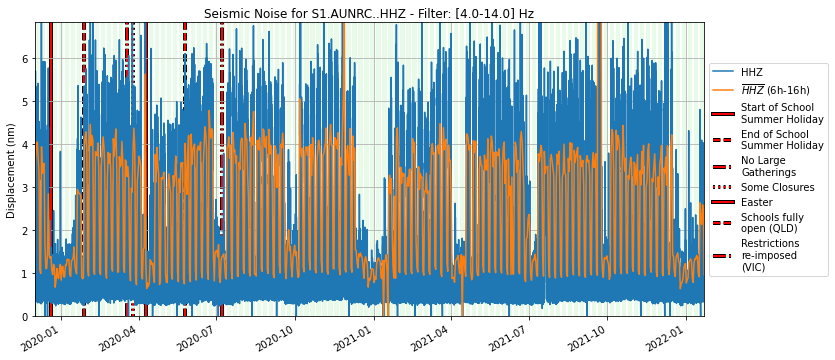 Seismic Noise for S1.AUNRC..HHZ - Filter: [4.0-14.0] Hz
Displacement (nm)
6
5
4
3
2
1
0
2020-01
2020-04
2020-07
2020-10
2021-01
2021-04
2021-07
2021-10
2022-01
HHZ
HHZ (6h-16h)
Start of School
Summer Holiday
End of School
Summer Holiday
No Large
Gatherings
Some Closures
Easter
Schools fully
open (QLD)
Restrictions
re-imposed
(VIC)